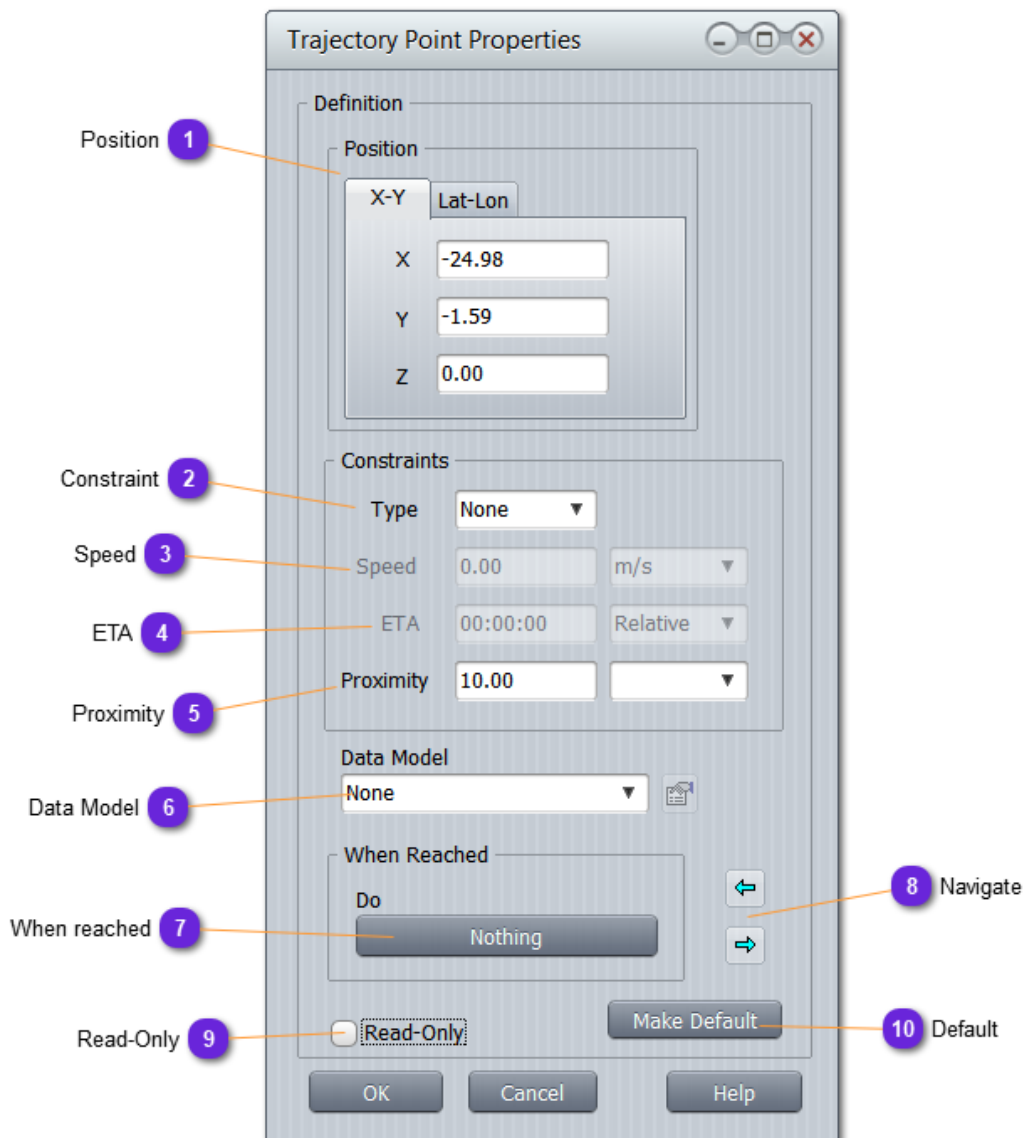 Trajectory Point Properties
Definition
Position 1
Position
X-Y Lat-Lon
X -24.98
Y -1.59
Z 0.00
Constraints
Constraint 2
Type None
Speed 3
Speed 0.00 m/s
ETA 4
ETA 00:00:00 Relative
Proximity 10.00
Proximity 5
Data Model
Data Model 6
None
When Reached
8 Navigate
Do
When reached 7
Nothing
Read-Only 9
Read-Only
Make Default
10 Default
OK Cancel Help